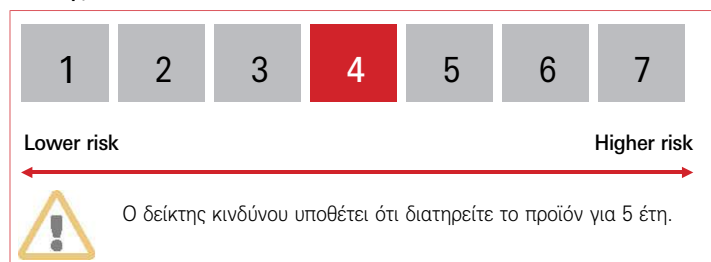 1 2 3 4 5 6 7
Lower risk Higher risk
Ο δείκτης κινδύνου υποθέτει ότι διατηρείτε το προϊόν για 5 έτη.